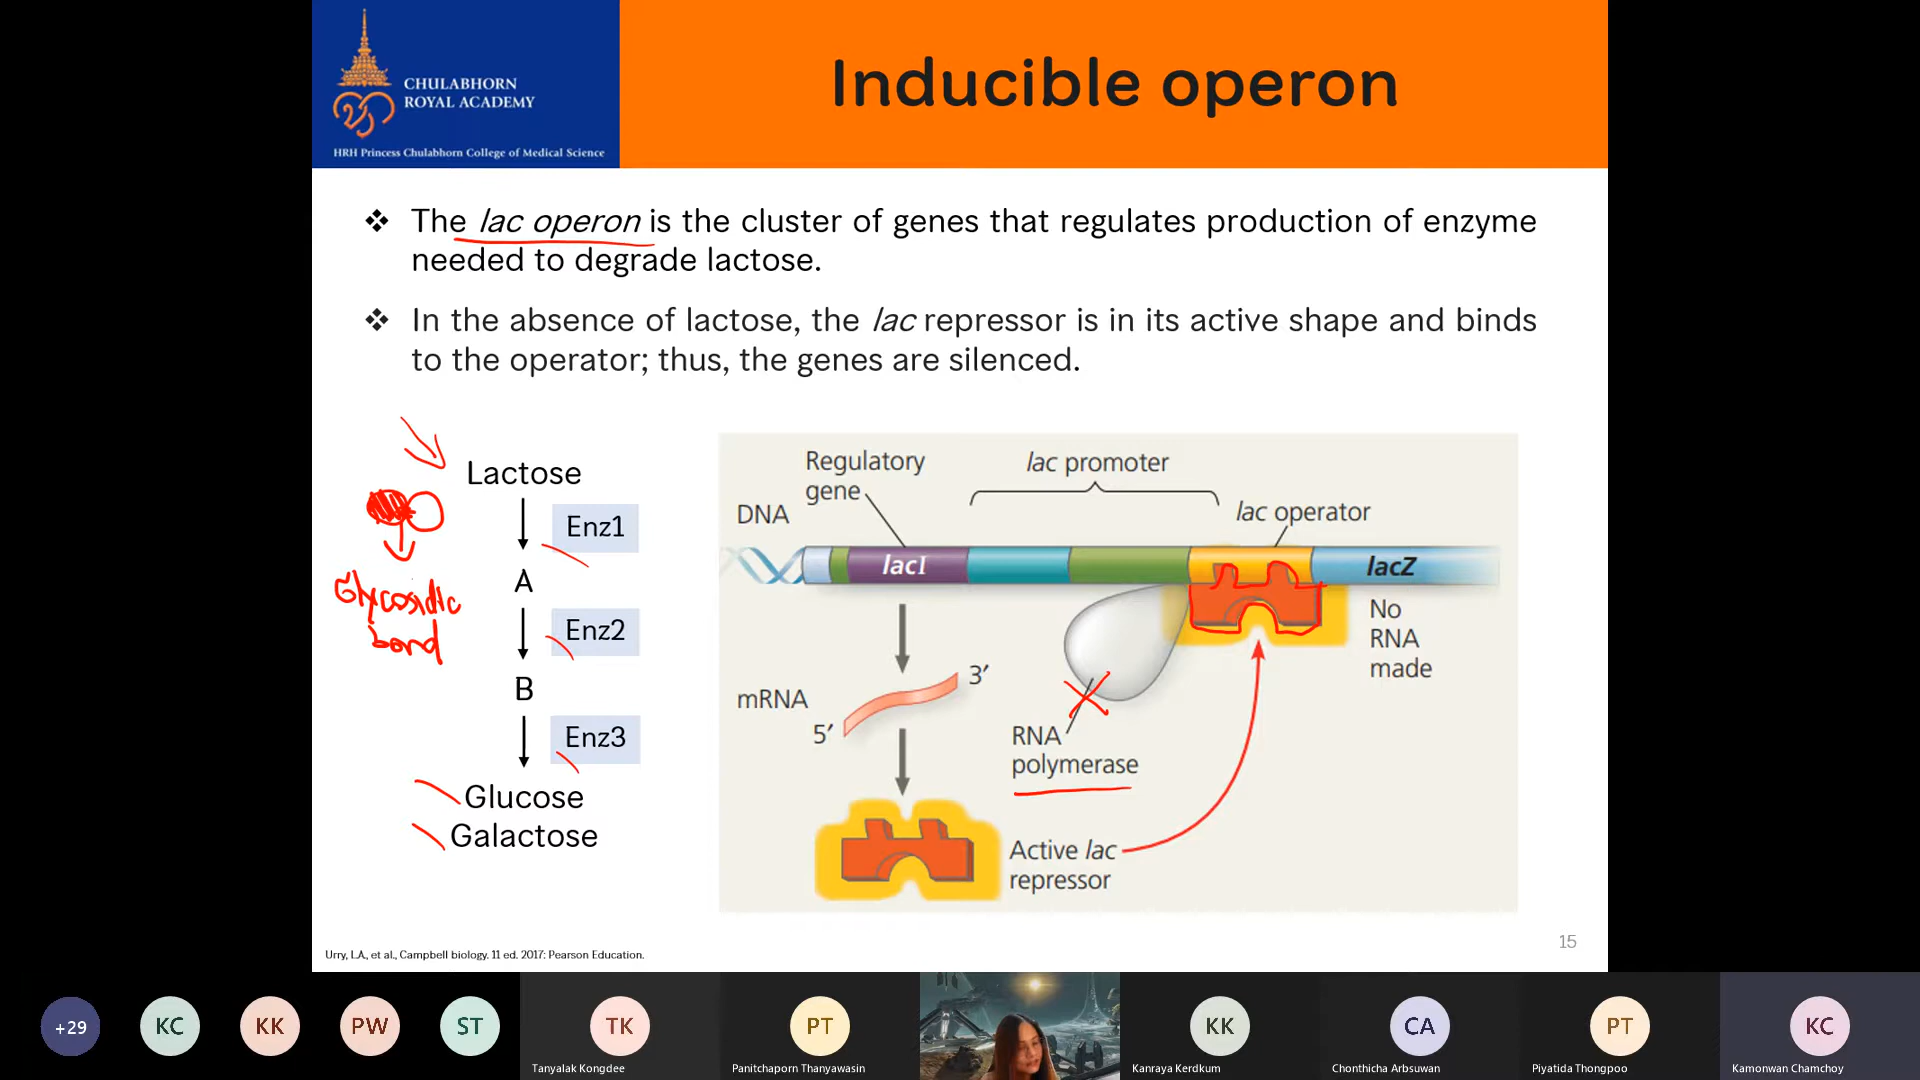 CHULABHORN
ROYAL ACADEMY
HRH Princess Chulabhorn College of Medical Science
Inducible operon
❖ The lac operon is the cluster of genes that regulates production of enzyme
needed to degrade lactose.
❖ In the absence of lactose, the lac repressor is in its active shape and binds
to the operator; thus, the genes are silenced.
Lactose
Enz1
A
Enz2
B
Enz3
Glucose
Galactose
Glycosidic
bond
Regulatory
gene
lac promoter
DNA
lac operator
lacI
lacZ
No
RNA
made
mRNA
3′
5′
RNA
polymerase
Active lac
repressor
Urry, L.A., et al., Campbell biology. 11 ed. 2017: Pearson Education.
15
+29
KC
KK
PW
ST
TK
Tanyalak Kongdee
PT
Panitchaporn Thanyawasin
KK
Kanraya Kerdkum
CA
Chonthicha Arbsuwan
PT
Piyatida Thongpoo
KC
Kamonwan Chamchoy